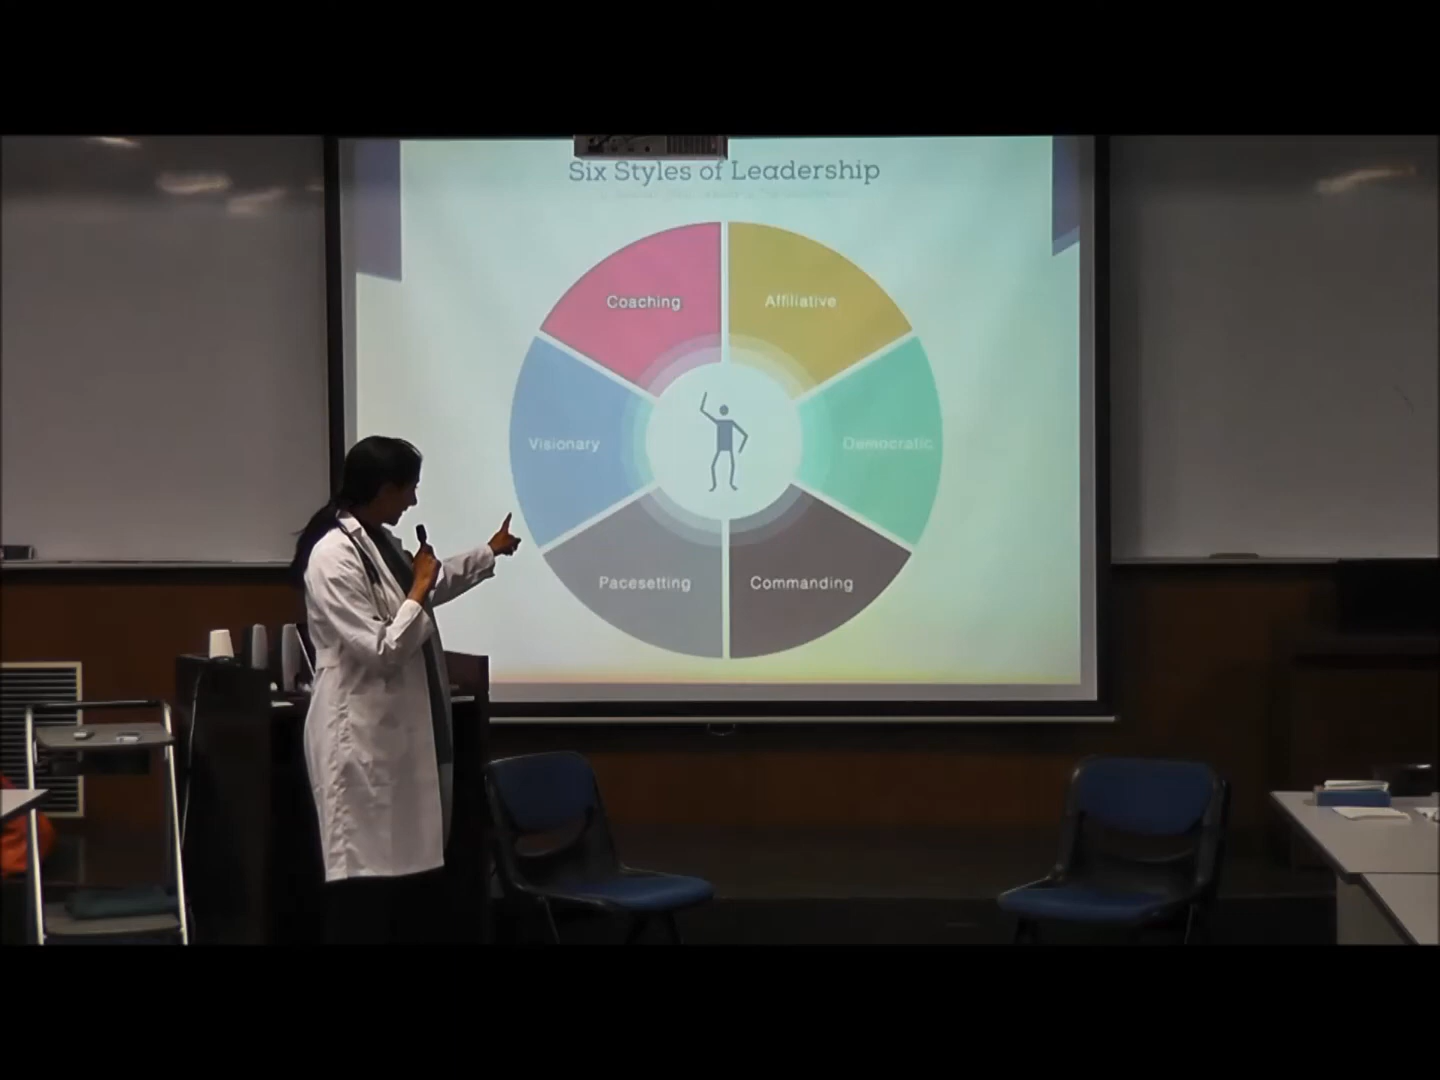 Six Styles of Leadership
Coaching
Affiliative
Visionary
Democratic
Pacesetting
Commanding